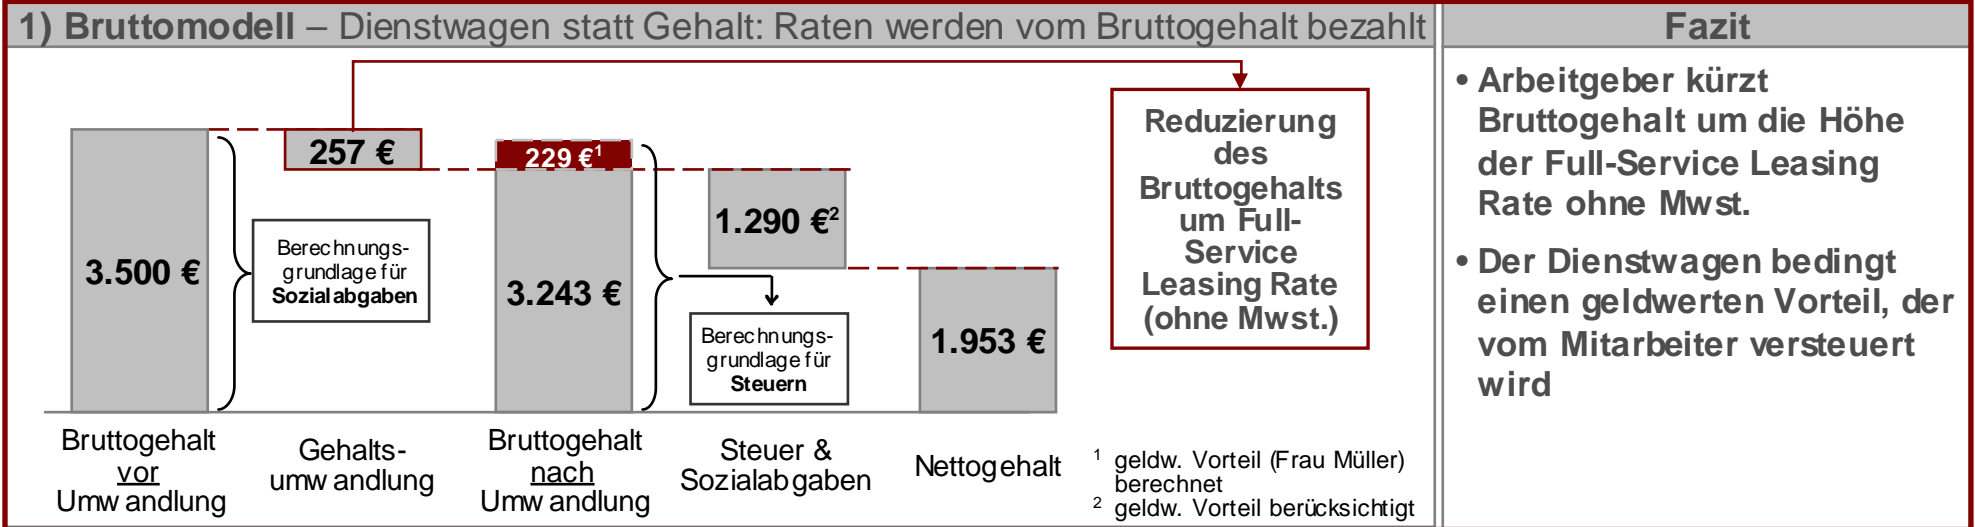 1) Bruttomodell – Dienstwagen statt Gehalt: Raten werden vom Bruttogehalt bezahlt
257 €
229 €¹
3.500 €
Berechnungs-
grundlage für
Sozialabgaben
3.243 €
1.290 €²
Berechnungs-
grundlage für
Steuern
1.953 €
Reduzierung
des
Bruttogehalts
um Full-
Service
Leasing Rate
(ohne Mwst.)
Bruttogehalt
vor
Umwandlung
Gehalts-
umwandlung
Bruttogehalt
nach
Umwandlung
Steuer &
Sozialabgaben
Nettogehalt
¹ geldw. Vorteil (Frau Müller)
berechnet
² geldw. Vorteil berücksichtigt
Fazit
• Arbeitgeber kürzt
Bruttogehalt um die Höhe
der Full-Service Leasing
Rate ohne Mwst.
• Der Dienstwagen bedingt
einen geldwerten Vorteil, der
vom Mitarbeiter versteuert
wird